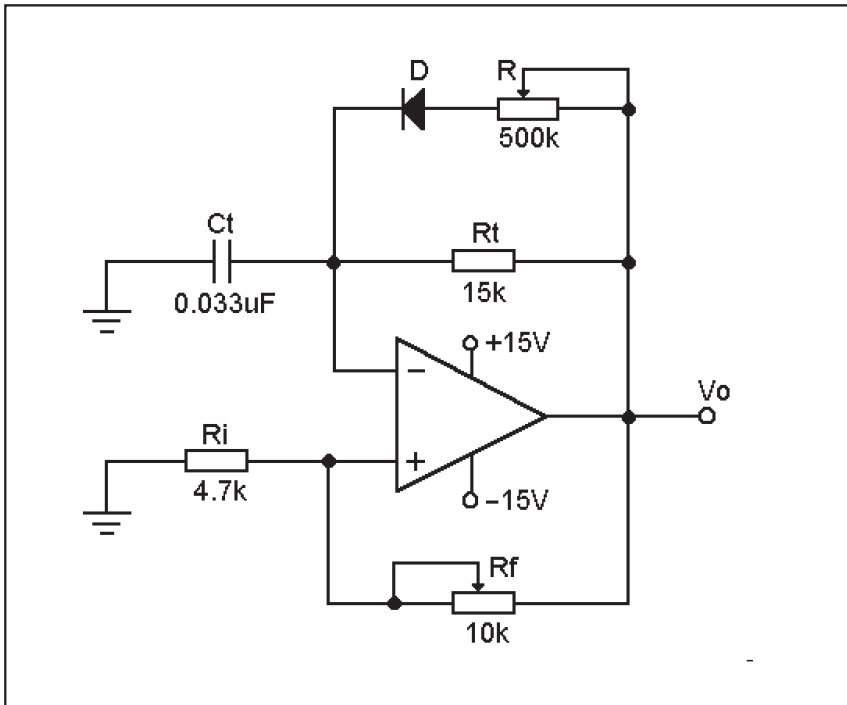 D
R
500k
Ct
0.033uF
Rt
15k
−
+15V
Vo
Ri
4.7k
+
−15V
Rf
10k
-